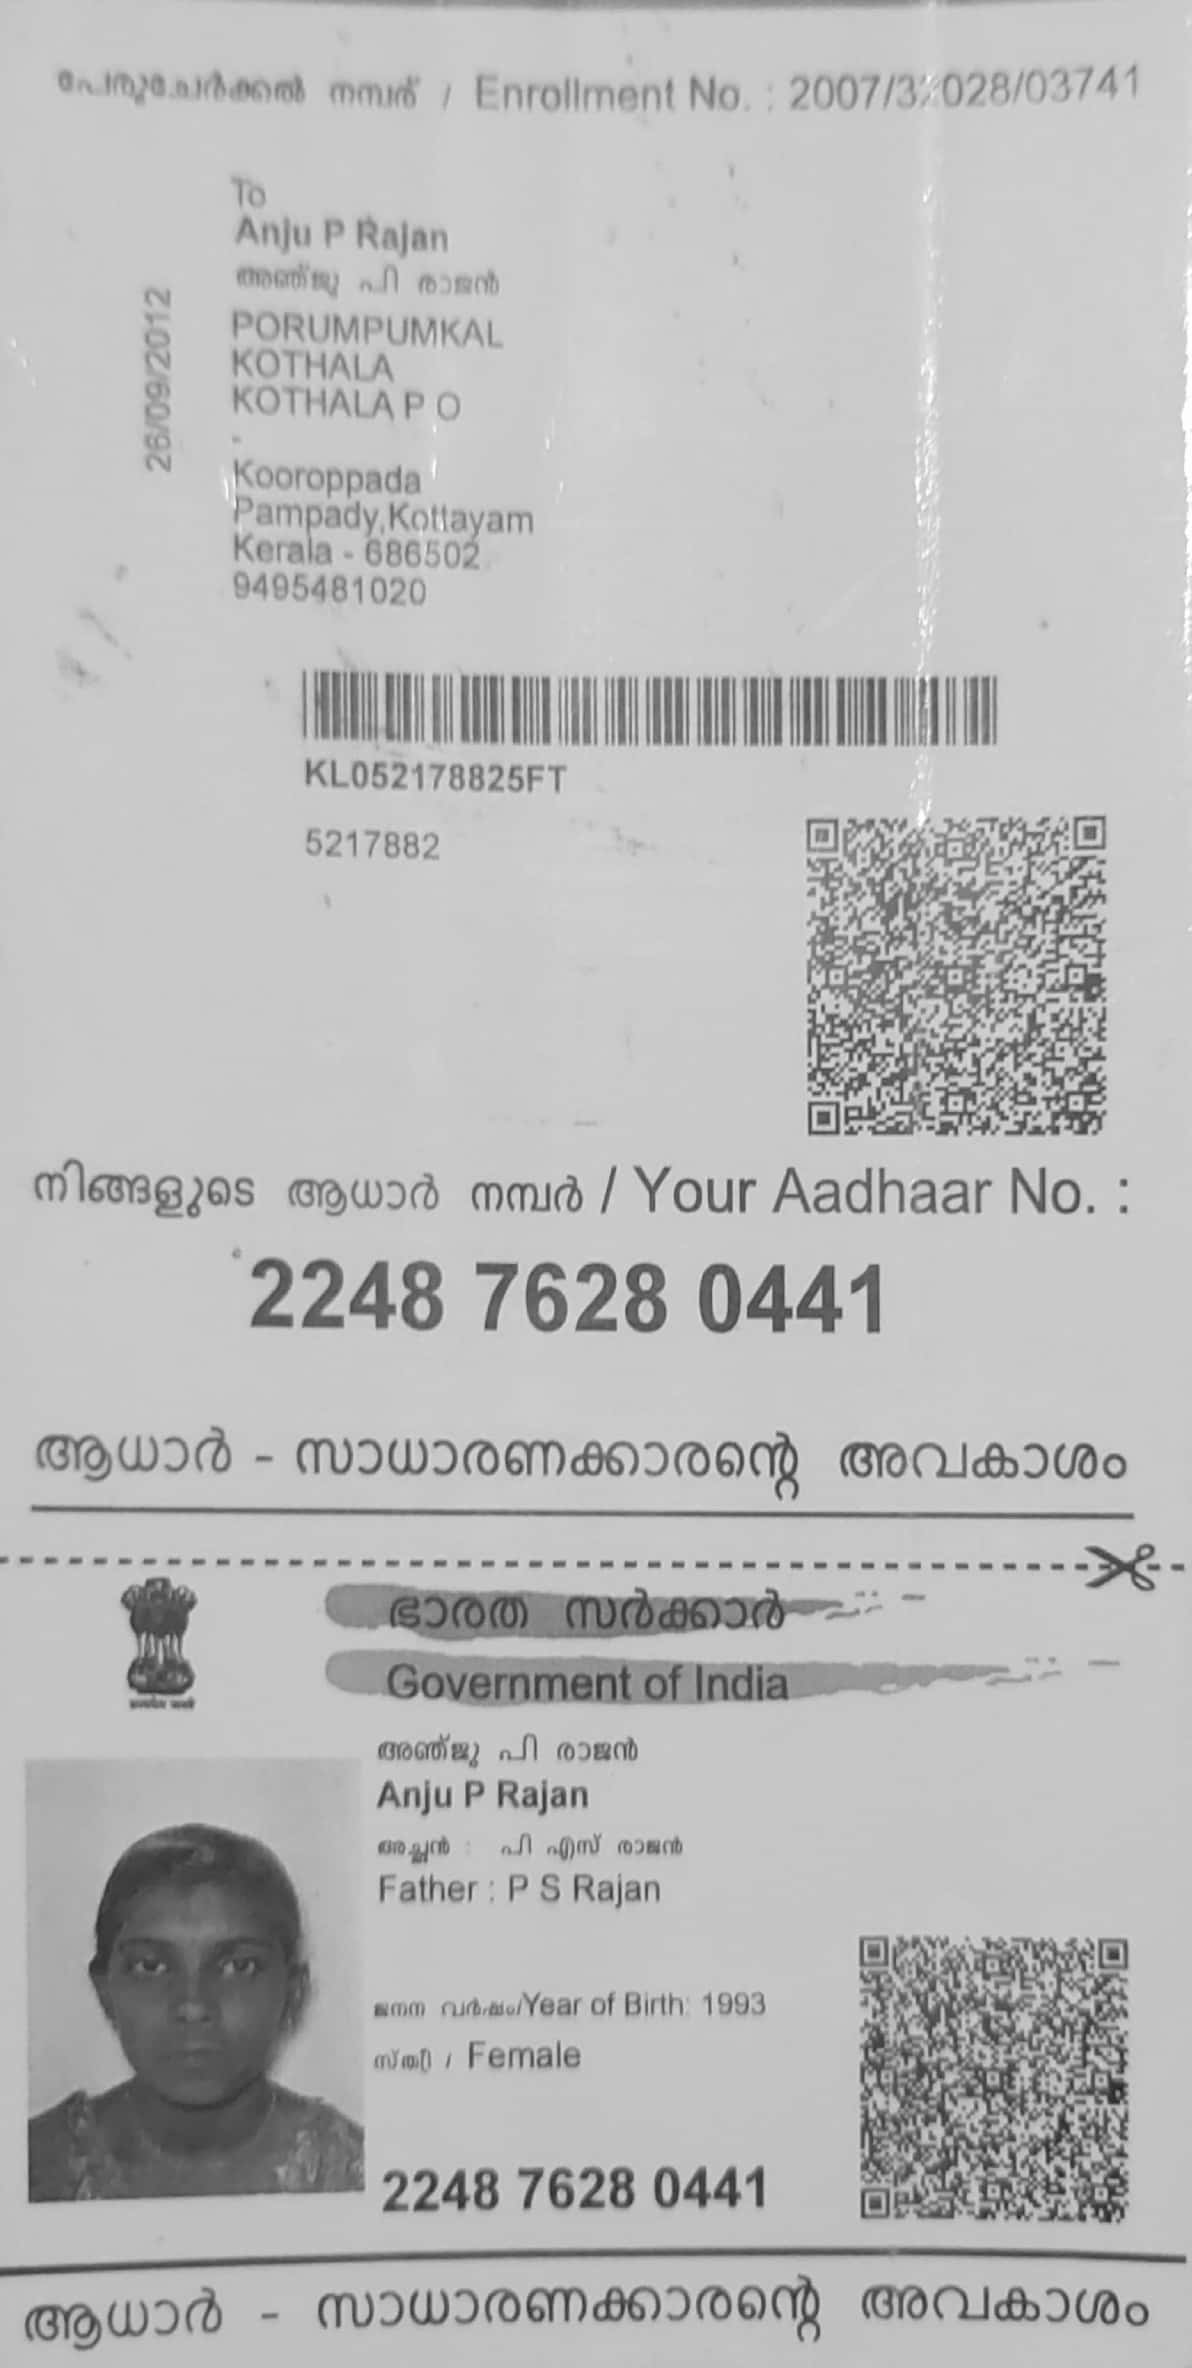 പേരുചേർക്കൽ നമ്പർ / Enrollment No. : 2007/3 028/03741
To
Anju P Rajan
അഞ്ജു പി രാജൻ
PORUMPUMKAL
KOTHALA
KOTHALA P O
-
Kooroppada
Pampady,Kottayam
Kerala - 686502
9495481020
26/09/2012
KL052178825FT
5217882
നിങ്ങളുടെ ആധാർ നമ്പർ / Your Aadhaar No. :
2248 7628 0441
ആധാർ - സാധാരണക്കാരന്റെ അവകാശം
ഭാരത സർക്കാർ
Government of India
അഞ്ജു പി രാജൻ
Anju P Rajan
അച്ഛൻ : പി എസ് രാജൻ
Father : P S Rajan
ജനന വർഷം/Year of Birth: 1993
സ്ത്രീ / Female
2248 7628 0441
ആധാർ - സാധാരണക്കാരന്റെ അവകാശം